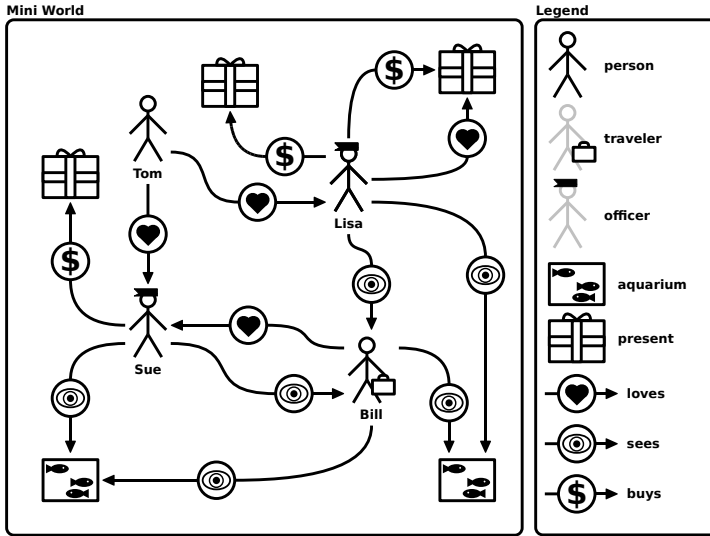 Mini World
Legend
Tom
Lisa
Sue
Bill
$
$
$
person
traveler
officer
aquarium
present
loves
sees
$ buys